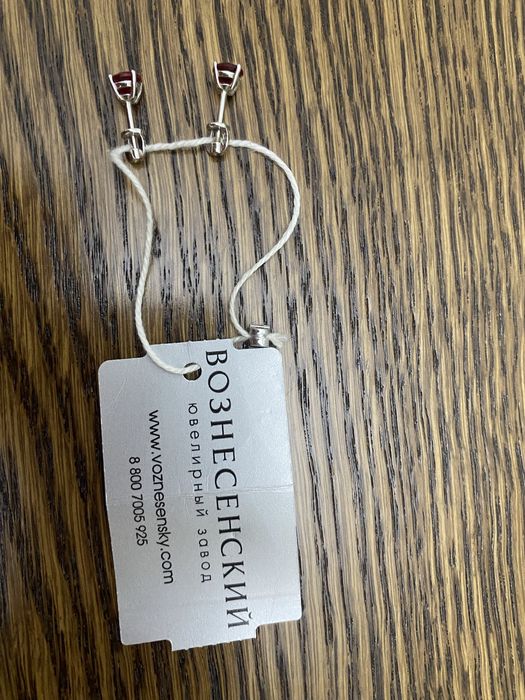 ВОЗНЕСЕНСКИЙ
ювелирный завод
www.voznesensky.com
8 800 7005 925